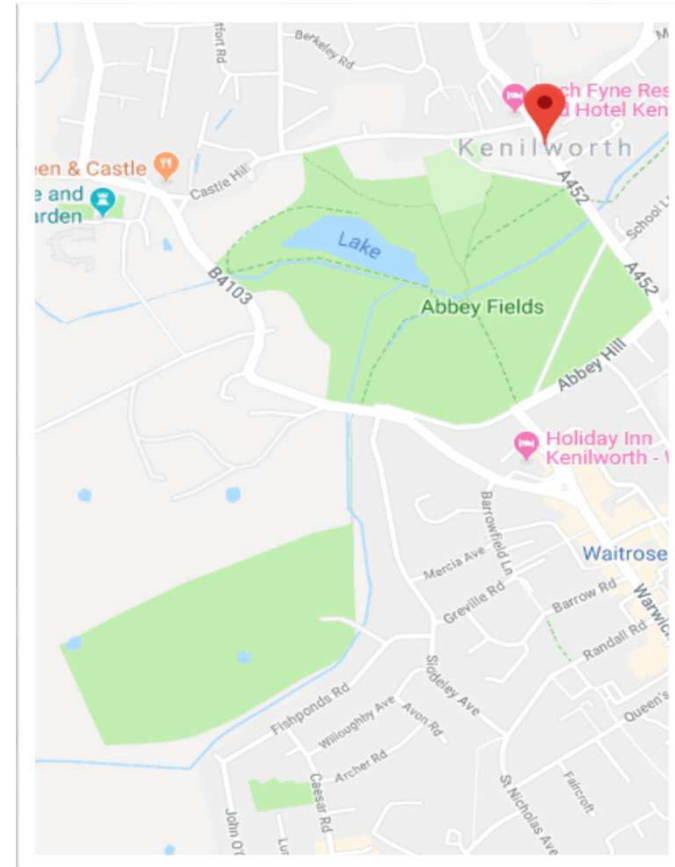 Berkeley Rd
ch Fyne Res
d Hotel Ken
Kenilworth
een & Castle
Castle Hill
e and
arden
A452
School L
Lake
B4103
A452
Abbey Fields
Abbey Hill
Holiday Inn
Kenilworth -
Barrowfield Ln
Waitrose
Mercia Ave
Greville Rd
Barrow Rd
Warwic
Randall Rd
Siddeley Ave
Fishponds Rd
Willoughby Ave
Avon Rd
Queen's
Archer Rd
Caesar Rd
St Nicholas Ave
Faircroft
John O'